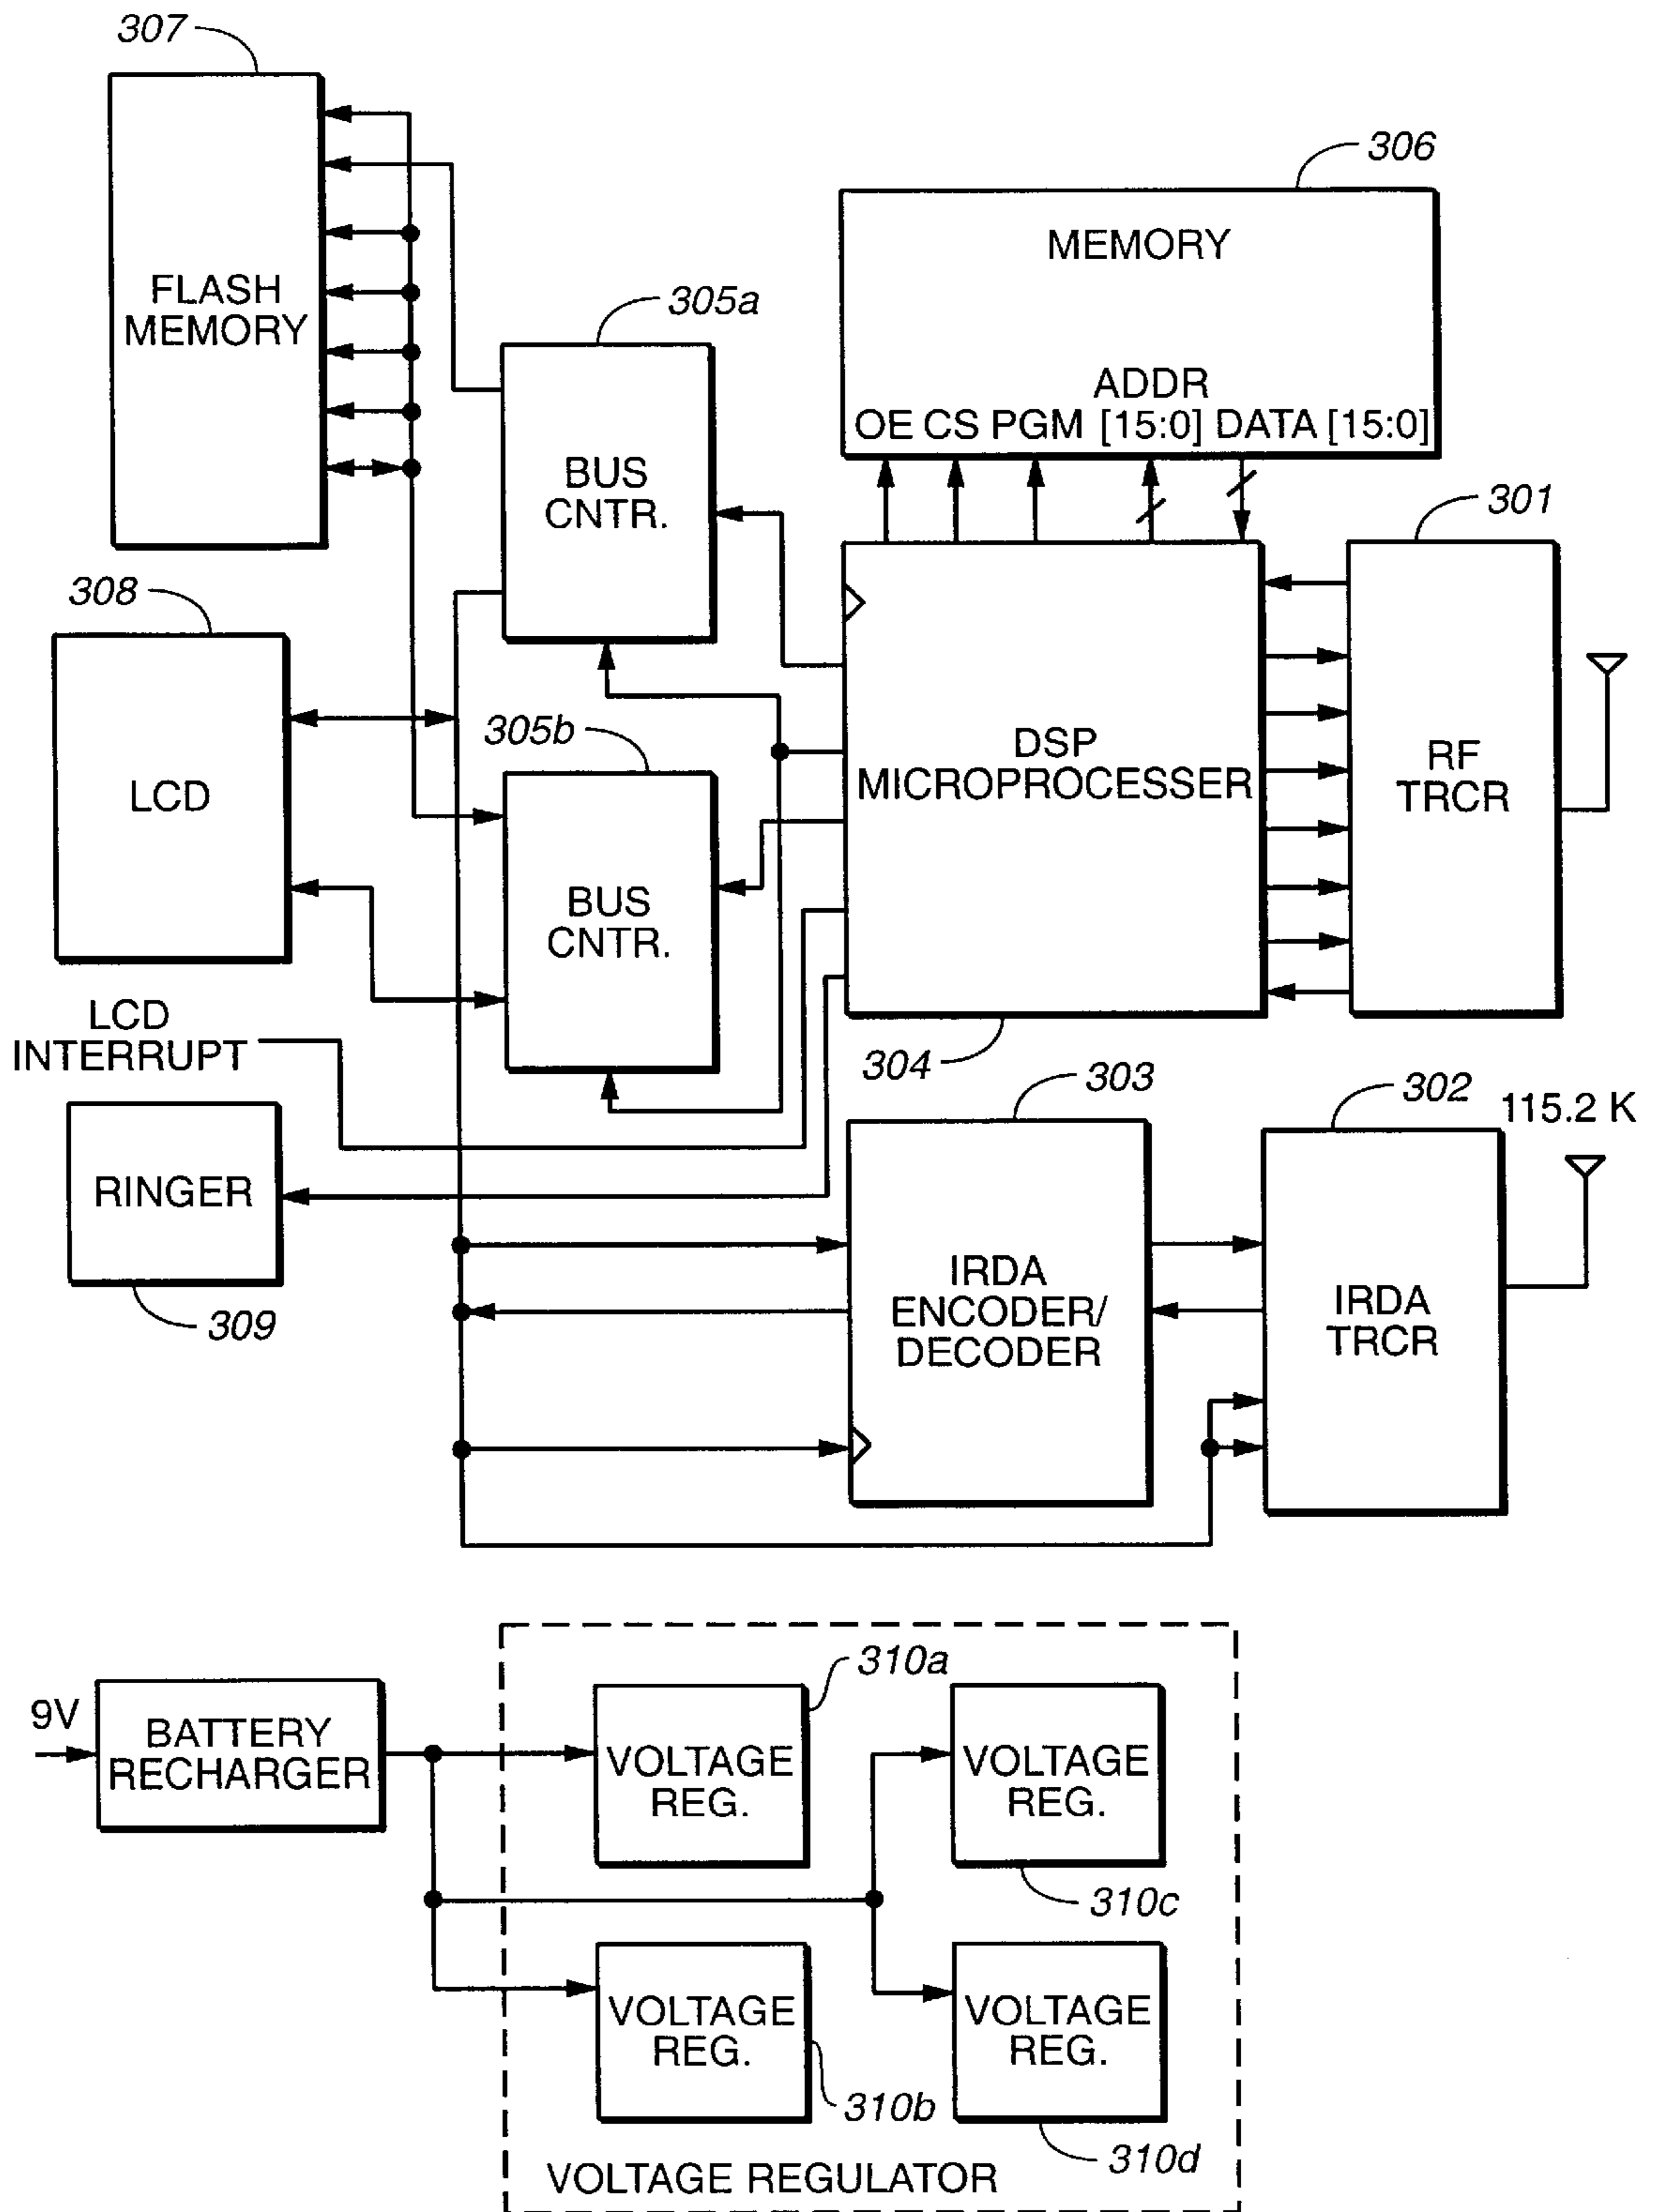 307
306
MEMORY
FLASH
MEMORY
305a
ADDR
OE CS PGM [15:0] DATA [15:0]
BUS
CNTR.
301
308
305b
DSP
MICROPROCESSER
RF
TRCR
LCD
BUS
CNTR.
LCD
INTERRUPT
304
303
302
115.2 K
RINGER
309
IRDA
ENCODER/
DECODER
IRDA
TRCR
310a
9V
BATTERY
RECHARGER
VOLTAGE
REG.
VOLTAGE
REG.
310c
VOLTAGE
REG.
VOLTAGE
REG.
310b
310d
VOLTAGE REGULATOR